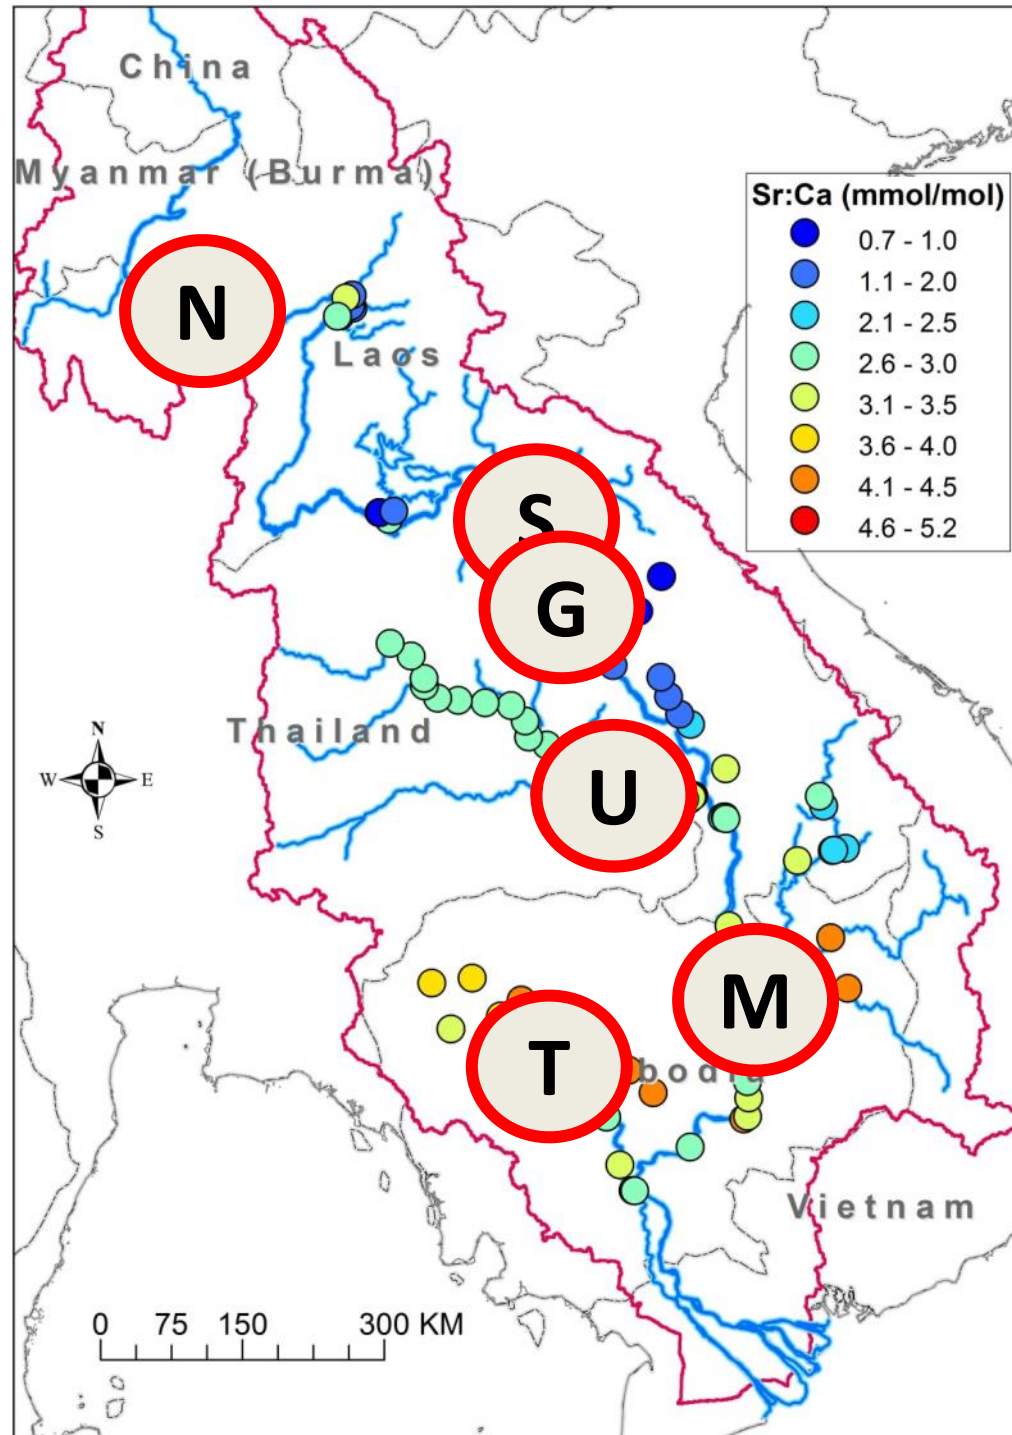 China
Myanmar (Burma)
Sr:Ca (mmol/mol)
0.7 - 1.0
1.1 - 2.0
2.1 - 2.5
2.6 - 3.0
3.1 - 3.5
3.6 - 4.0
4.1 - 4.5
4.6 - 5.2
N
Laos
S
G
Thailand
U
N
W E
S
M
T
bodia
Vietnam
0 75 150 300 KM